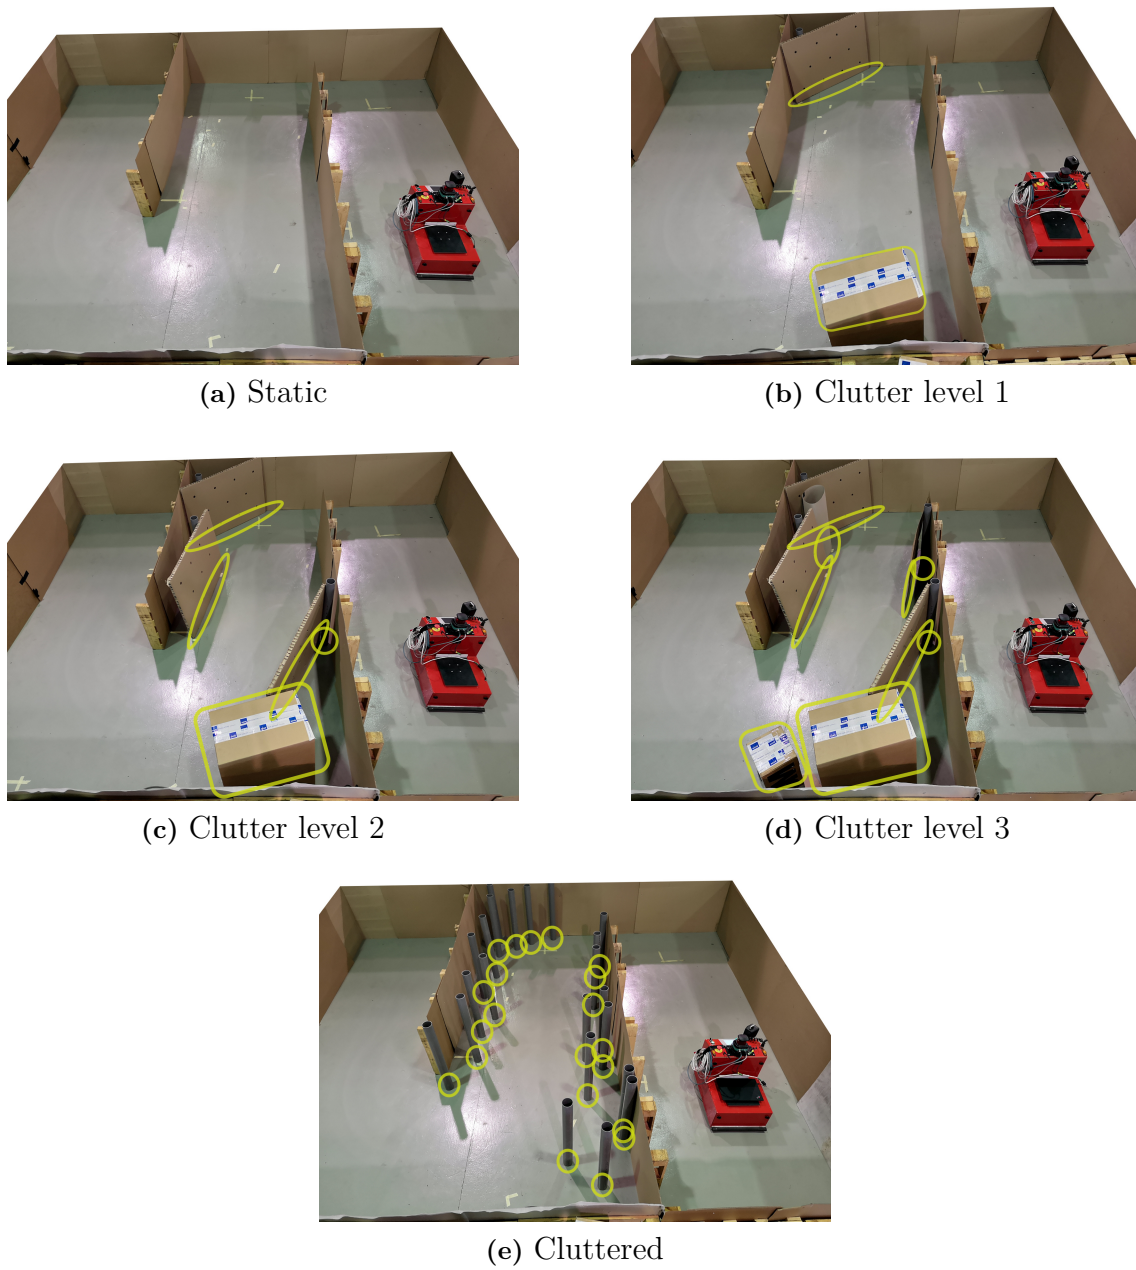 (a) Static
(b) Clutter level 1
(c) Clutter level 2
(d) Clutter level 3
(e) Cluttered